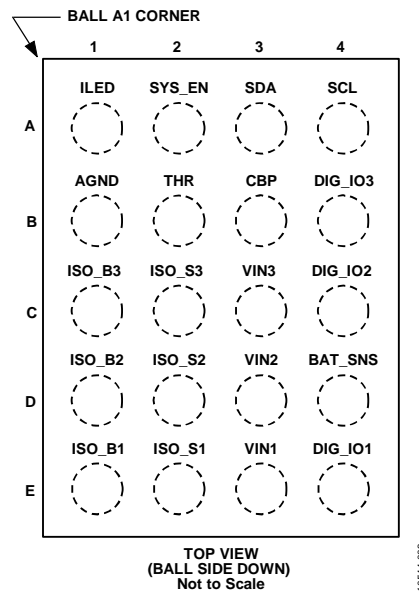 BALL A1 CORNER
1 2 3 4
ILED SYS_EN SDA SCL
A
AGND THR CBP DIG_IO3
B
ISO_B3 ISO_S3 VIN3 DIG_IO2
C
ISO_B2 ISO_S2 VIN2 BAT_SNS
D
ISO_B1 ISO_S1 VIN1 DIG_IO1
E
TOP VIEW
(BALL SIDE DOWN)
Not to Scale